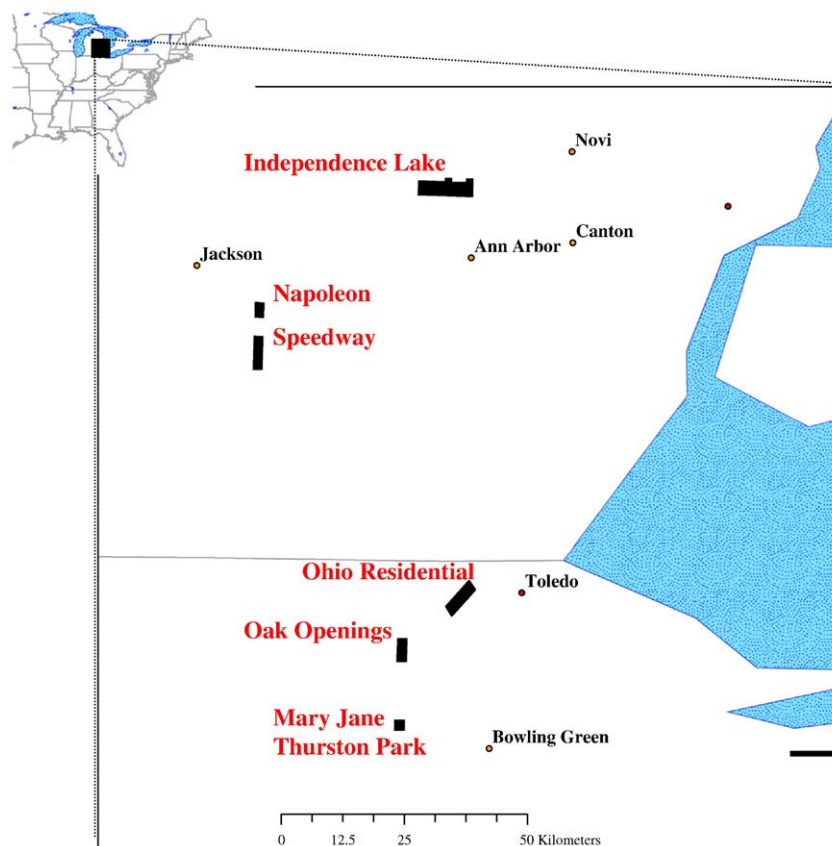 Novi
Independence Lake
Canton
Ann Arbor
Jackson
Napoleon
Speedway
Ohio Residential
Toledo
Oak Openings
Mary Jane
Thurston Park
Bowling Green
0 12.5 25 50 Kilometers